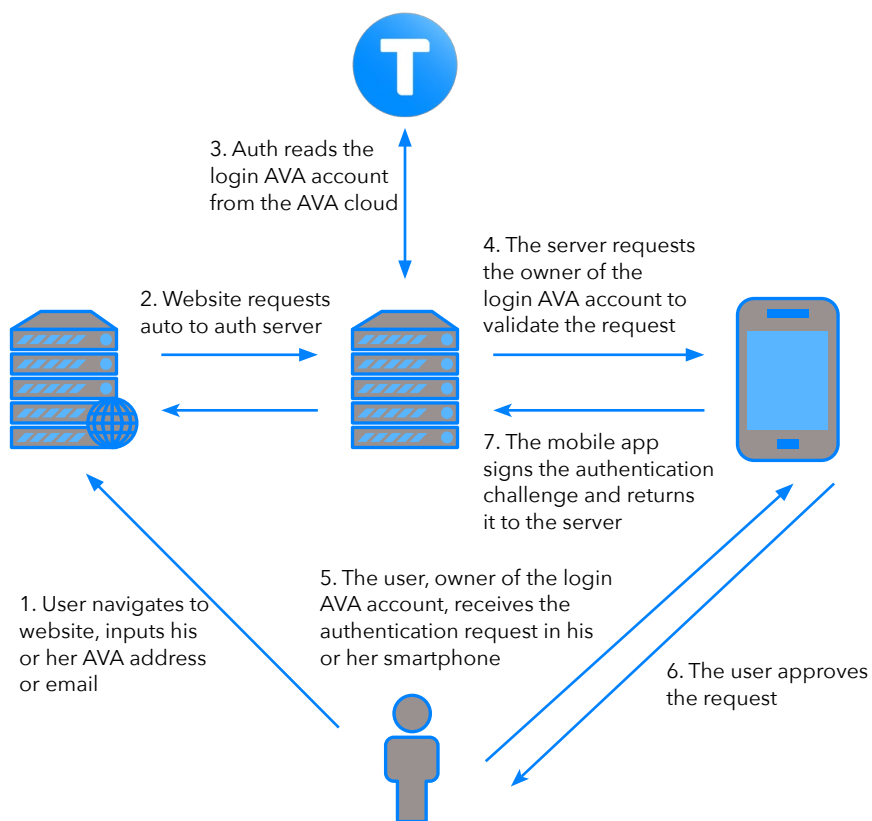 T
3. Auth reads the
login AVA account
from the AVA cloud
4. The server requests
the owner of the
login AVA account to
validate the request
2. Website requests
auto to auth server
7. The mobile app
signs the authentication
challenge and returns
it to the server
1. User navigates to
website, inputs his
or her AVA address
or email
5. The user, owner of the login
AVA account, receives the
authentication request in his
or her smartphone
6. The user approves
the request